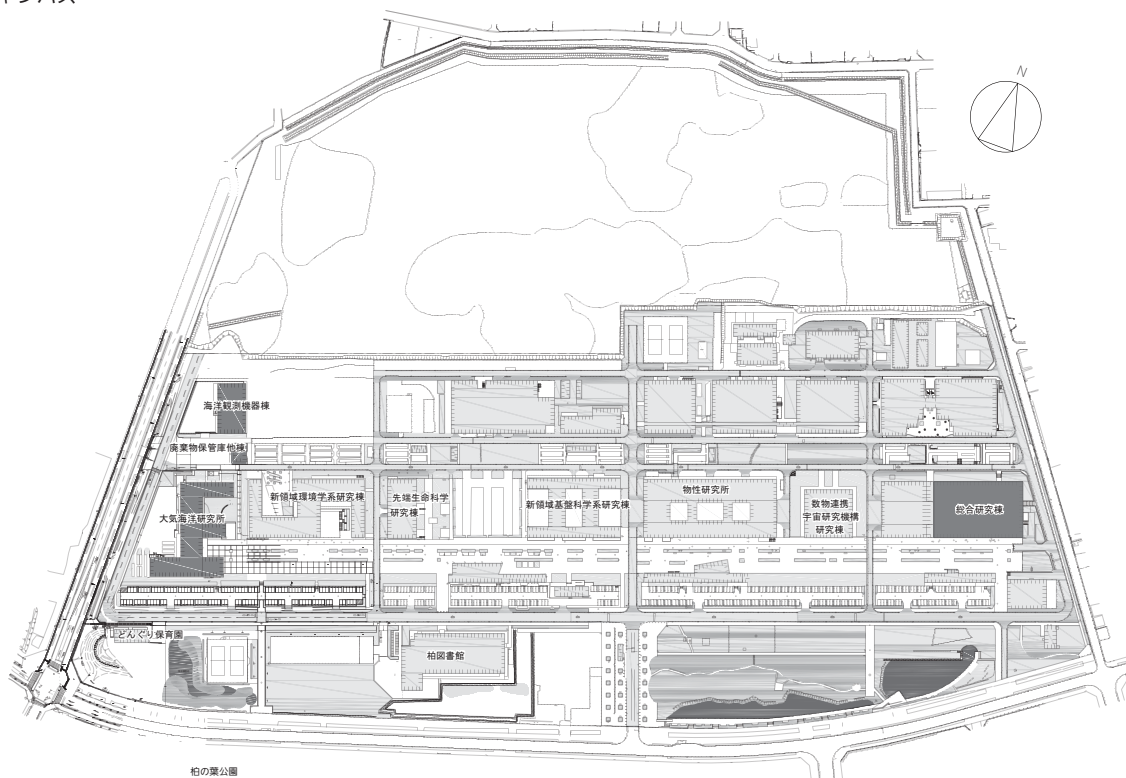 キャンパス
N
海洋観測機器棟
廃棄物保管庫他棟
新領域環境学系研究棟
先端生命科学
研究棟
新領域基盤科学系研究棟
物性研究所
数物連携
宇宙研究機構
研究棟
総合研究棟
大気海洋研究所
どんぐり保育園
柏図書館
柏の葉公園